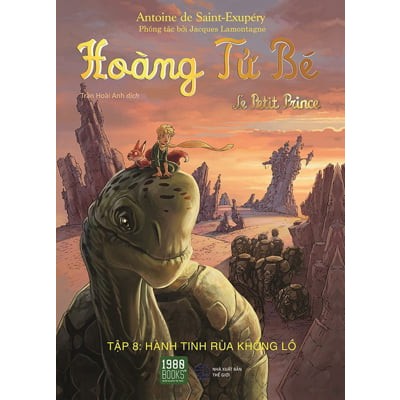 Antoine de Saint-Exupéry
Phóng tác bởi Jacques Lamontagne
Hoàng Tử Bé
Trần Hoài Anh dịch
Le Petit Prince
TẬP 8: HÀNH TINH RÙA KHỔNG LỒ
1980
BOOKS
NHÀ XUẤT BẢN
THẾ GIỚI